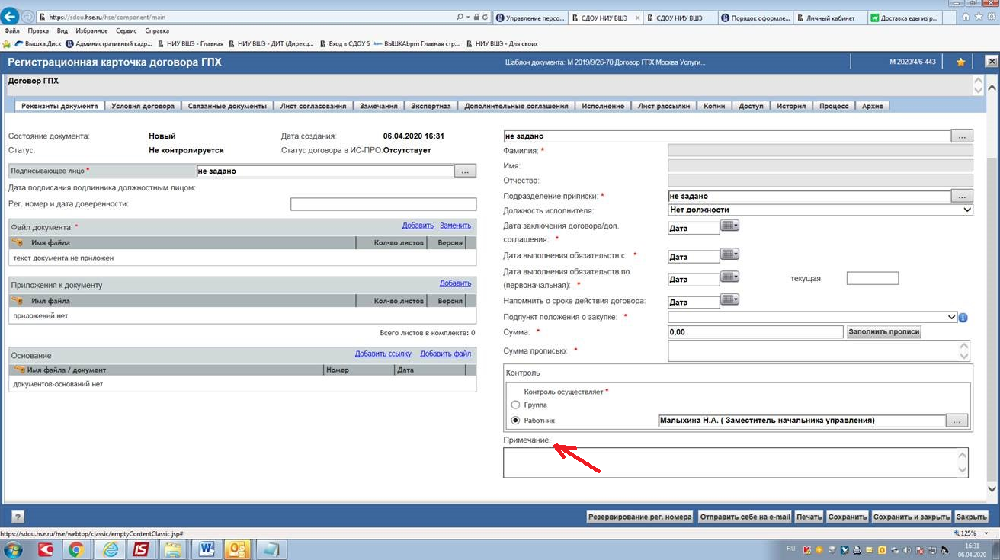 https://sdou.hse.ru/hse/component/main
Управление персо...
СДОУ НИУ ВШЭ
СДОУ НИУ ВШЭ
Порядок оформле...
Личный кабинет
Доставка еды из р...
Файл Правка Вид Избранное Сервис Справка
Вышка.Диск Административный кадр... НИУ ВШЭ - Главная НИУ ВШЭ - ДИТ (Дирекц... Вход в СДОУ 6 ВЫШКАbpm Главная стр... НИУ ВШЭ - Для своих
Регистрационная карточка договора ГПХ
Шаблон документа: М 2019/9/26-70 Договор ГПХ Москва Услуги...
М 2020/4/6-443
Договор ГПХ
Реквизиты документа Условия договора Связанные документы Лист согласования Замечания Экспертиза Дополнительные соглашения Исполнение Лист рассылки Копии Доступ История Процесс Архив
Состояние документа: Новый Дата создания: 06.04.2020 16:31
Статус: Не контролируется Статус договора в ИС-ПРО: Отсутствует
Подписывающее лицо * не задано ...
Дата подписания подлинника должностным лицом:
Рег. номер и дата доверенности:
Файл документа * Добавить Заменить
Имя файла Кол-во листов Версия
текст документа не приложен
Приложения к документу Добавить
Имя файла Кол-во листов Версия
приложений нет
Всего листов в комплекте: 0
Основание Добавить ссылку Добавить файл
Имя файла / документ Номер Дата
документов-оснований нет
не задано ...
Фамилия: *
Имя:
Отчество:
Подразделение приписки: * не задано ...
Должность исполнителя: Нет должности
Дата заключения договора/доп.
соглашения: * Дата
Дата выполнения обязательств с: * Дата
Дата выполнения обязательств по
(первоначальная): * Дата текущая:
Напомнить о сроке действия договора: Дата
Подпункт положения о закупке: *
Сумма: * 0,00 Заполнить прописи
Сумма прописью: *
Контроль
Контроль осуществляет *
Группа
Работник Малыхина Н.А. ( Заместитель начальника управления) ...
Примечание:
? Резервирование рег. номера Отправить себе на e-mail Печать Сохранить Сохранить и закрыть Закрыть
https://sdou.hse.ru/hse/webtop/classic/emptyContentClassic.jsp#
125%
RU
16:31
06.04.2020